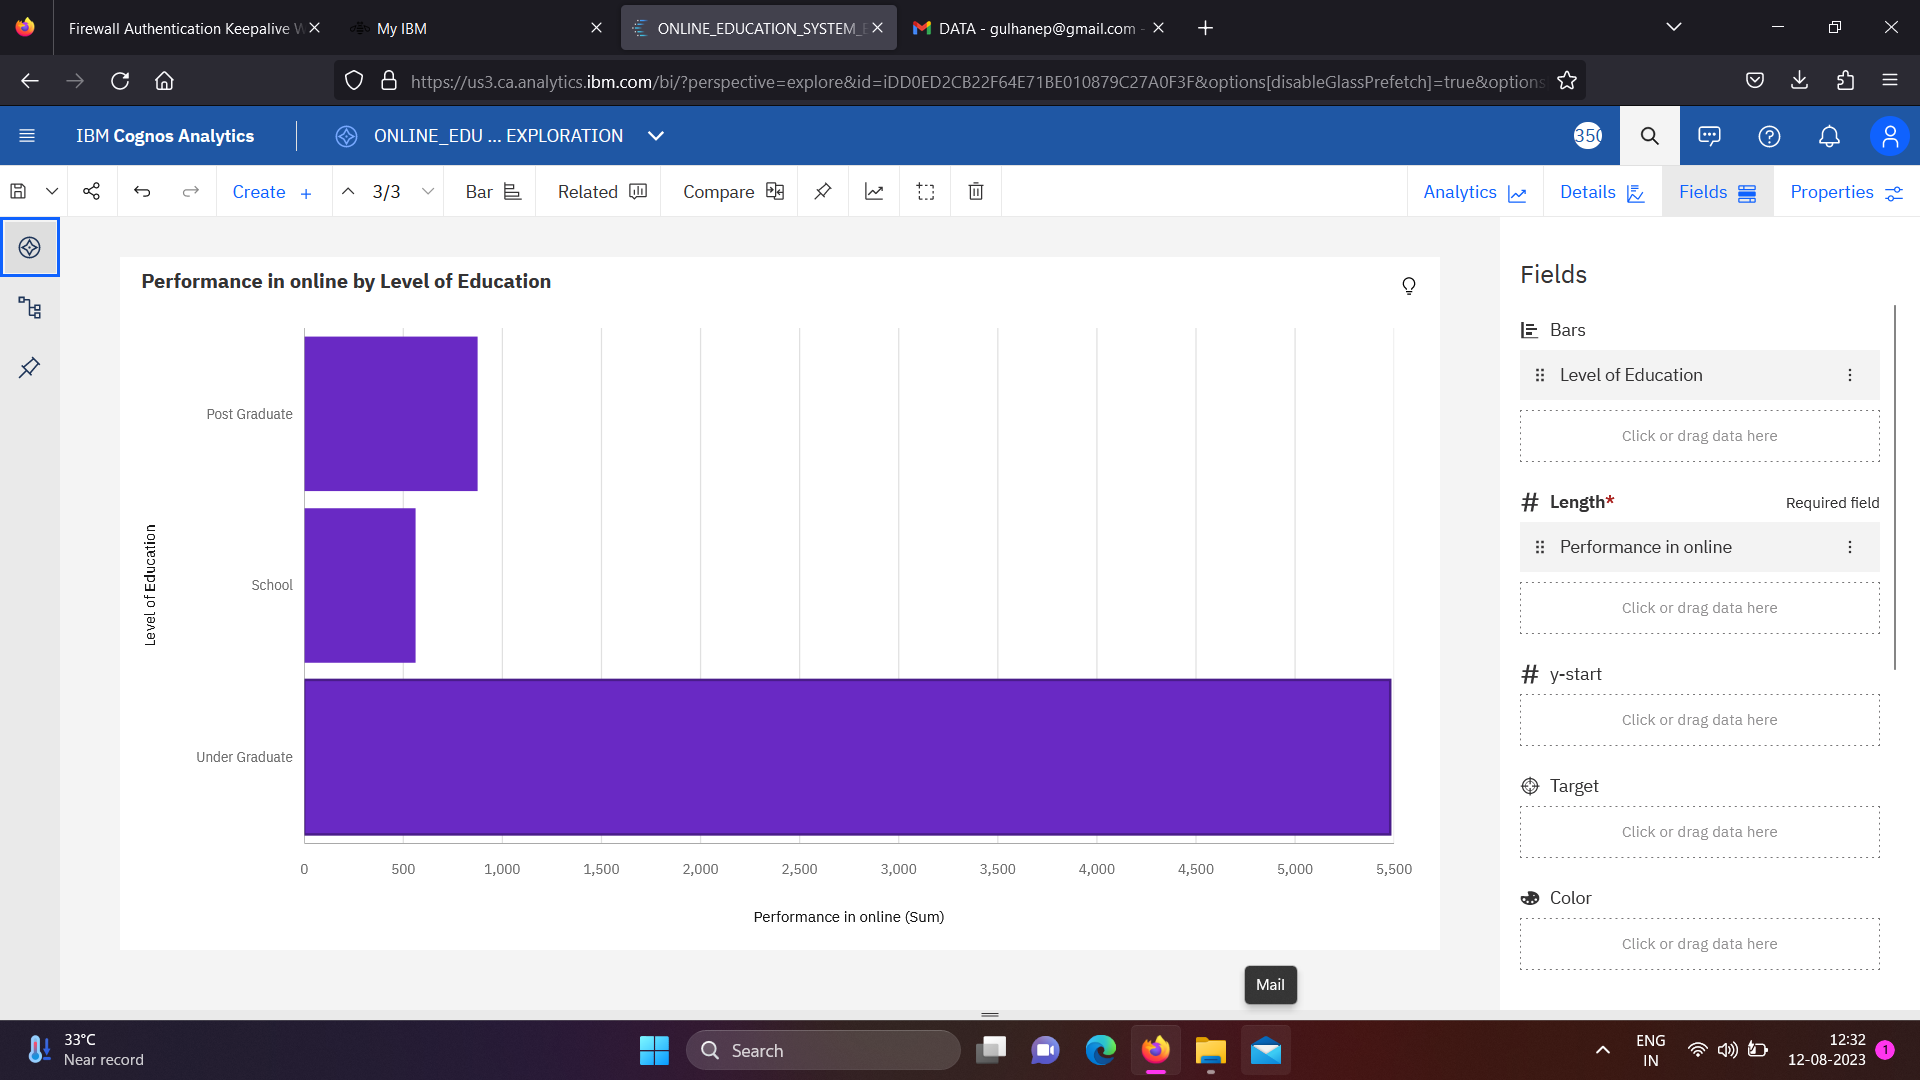 Firewall Authentication Keepalive W
My IBM
ONLINE_EDUCATION_SYSTEM_E
DATA - gulhanep@gmail.com -
https://us3.ca.analytics.ibm.com/bi/?perspective=explore&id=iDD0ED2CB22F64E71BE010879C27A0F3F&options[disableGlassPrefetch]=true&options
IBM Cognos Analytics
ONLINE_EDU ... EXPLORATION
350
Create +
3/3
Bar
Related
Compare
Analytics
Details
Fields
Properties
Performance in online by Level of Education
Level of Education
Post Graduate
School
Under Graduate
0 500 1,000 1,500 2,000 2,500 3,000 3,500 4,000 4,500 5,000 5,500
Performance in online (Sum)
Fields
Bars
Level of Education
Click or drag data here
# Length* Required field
Performance in online
Click or drag data here
# y-start
Click or drag data here
Target
Click or drag data here
Color
Click or drag data here
Mail
33°C
Near record
Search
ENG
IN
12:32
12-08-2023
1